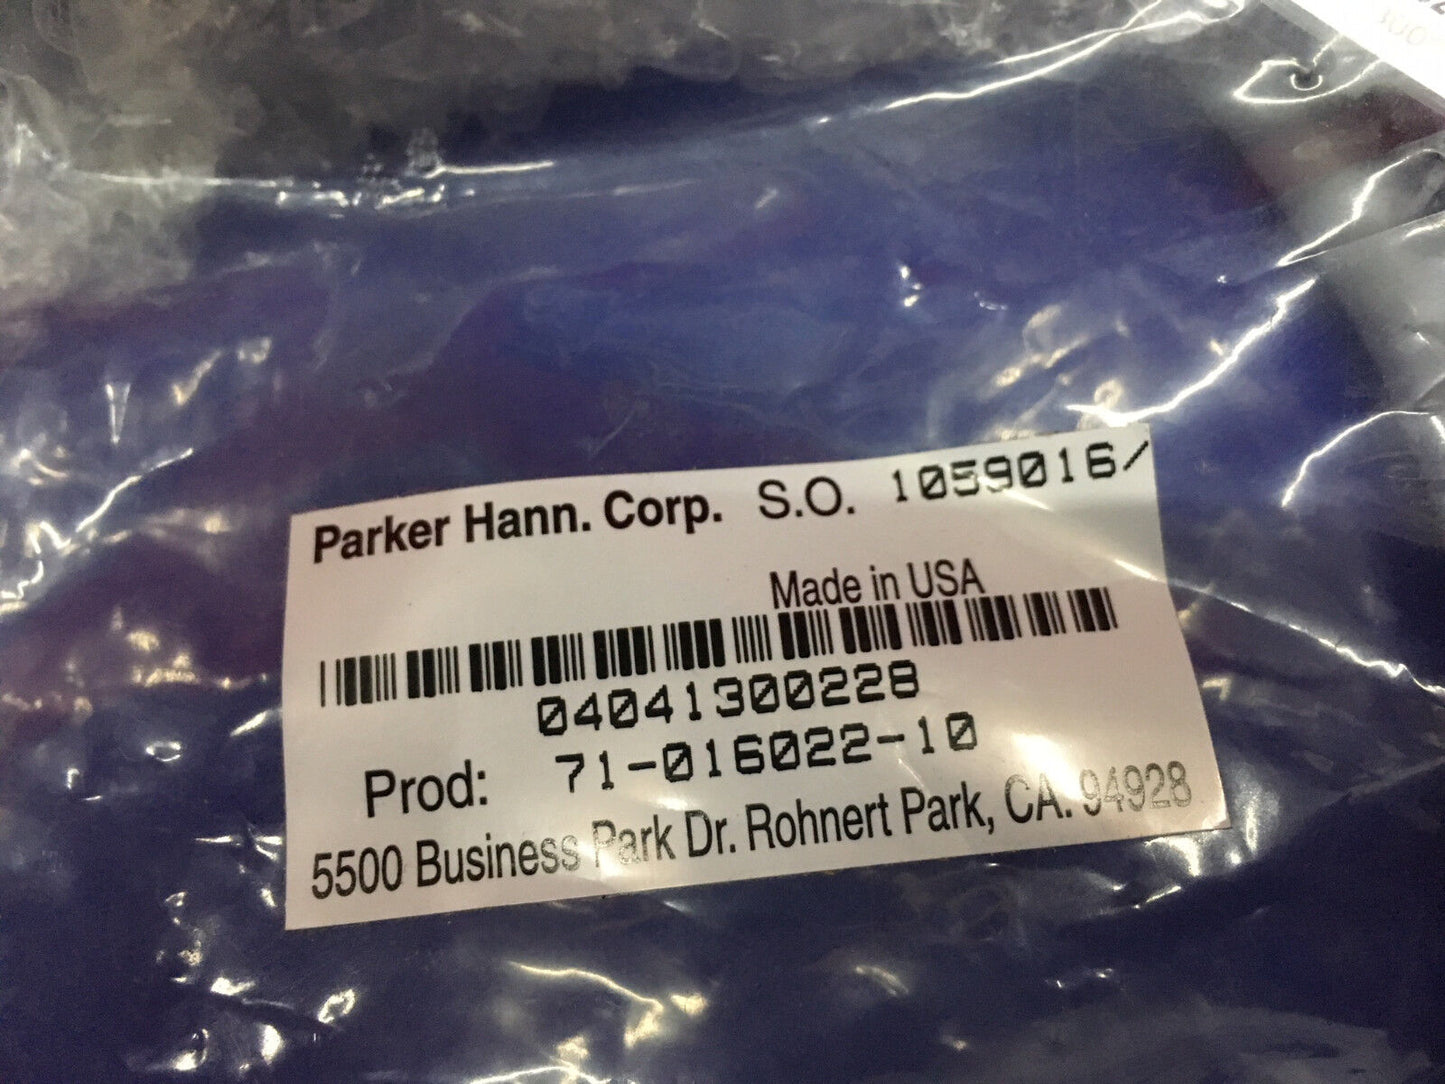 Parker Hann. Corp. S.O. 1059016/
Made in USA
04041300228
Prod: 71-016022-10
5500 Business Park Dr. Rohnert Park, CA. 94928